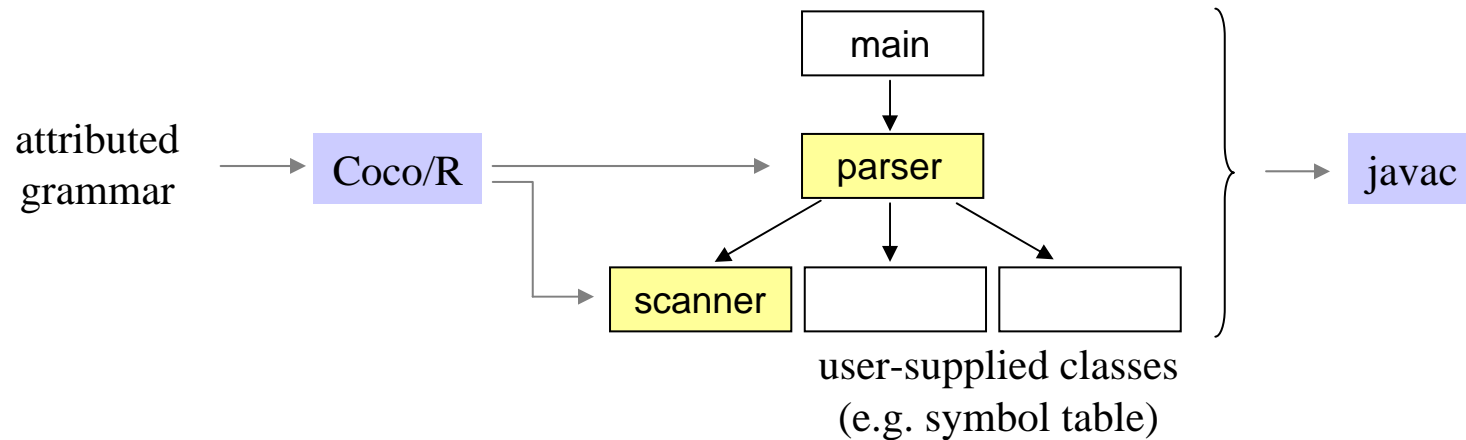 main
attributed
grammar
Coco/R
parser
javac
scanner
user-supplied classes
(e.g. symbol table)